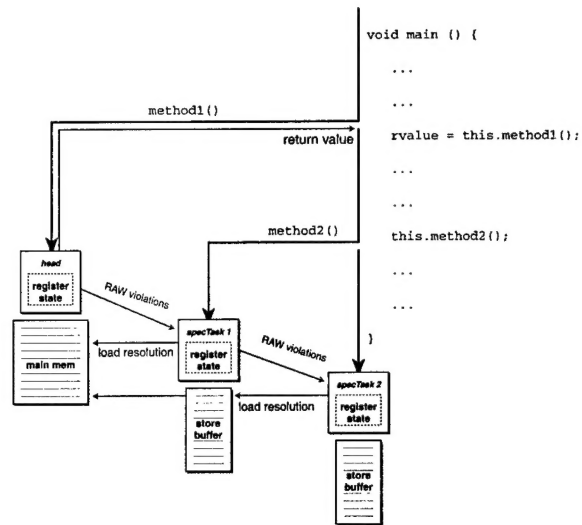 void main () {
...
...
method1()
return value
rvalue = this.method1();
...
...
method2()
this.method2();
...
...
}
head
register
state
RAW violations
specTask 1
register
state
RAW violations
load resolution
main mem
specTask 2
register
state
load resolution
store
buffer
store
buffer